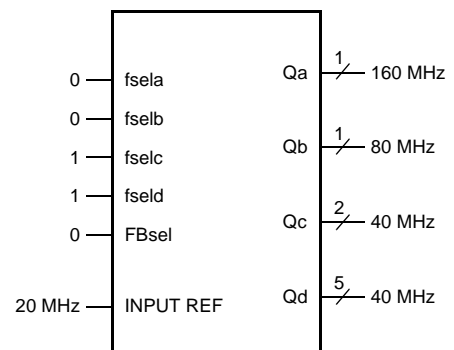 0 fsela
0 fselb
1 fselc
1 fseld
0 FBsel
20 MHz INPUT REF
Qa 1 160 MHz
Qb 1 80 MHz
Qc 2 40 MHz
Qd 5 40 MHz